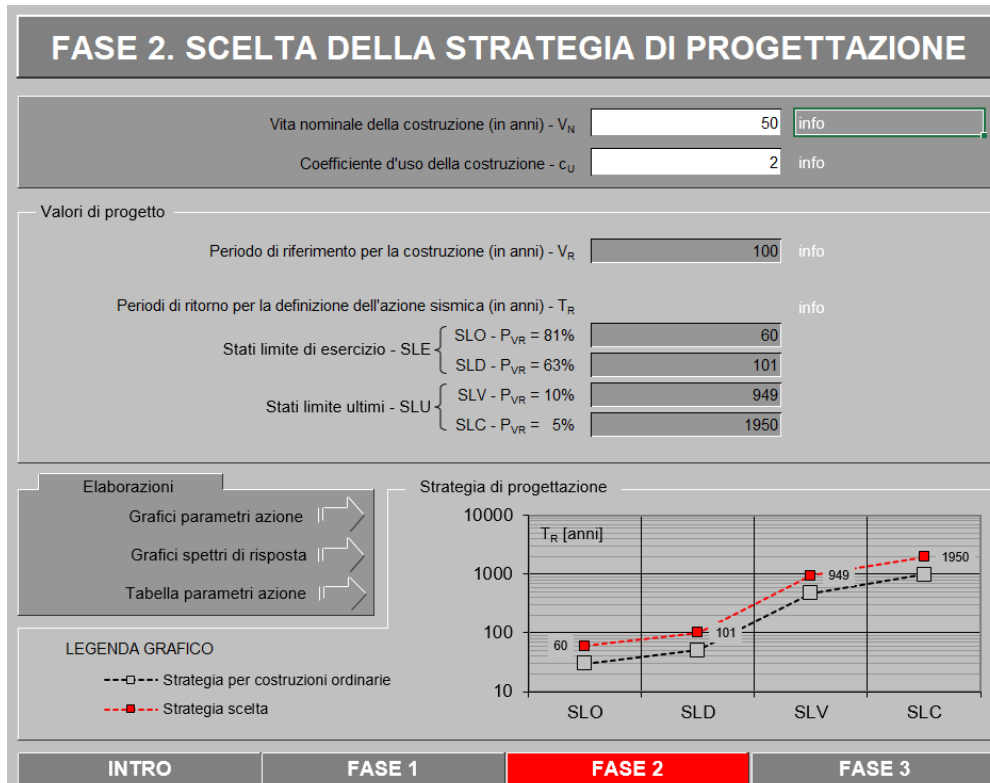 FASE 2. SCELTA DELLA STRATEGIA DI PROGETTAZIONE
Vita nominale della costruzione (in anni) - VN 50 info
Coefficiente d'uso della costruzione - cU 2 info
Valori di progetto
Periodo di riferimento per la costruzione (in anni) - VR 100 info
Periodi di ritorno per la definizione dell'azione sismica (in anni) - TR info
Stati limite di esercizio - SLE
SLO - PVR = 81% 60
SLD - PVR = 63% 101
Stati limite ultimi - SLU
SLV - PVR = 10% 949
SLC - PVR = 5% 1950
Elaborazioni
Grafici parametri azione
Grafici spettri di risposta
Tabella parametri azione
LEGENDA GRAFICO
Strategia per costruzioni ordinarie
Strategia scelta
Strategia di progettazione
TR [anni]
10000
1000
100
10
60
101
949
1950
SLO SLD SLV SLC
INTRO FASE 1 FASE 2 FASE 3